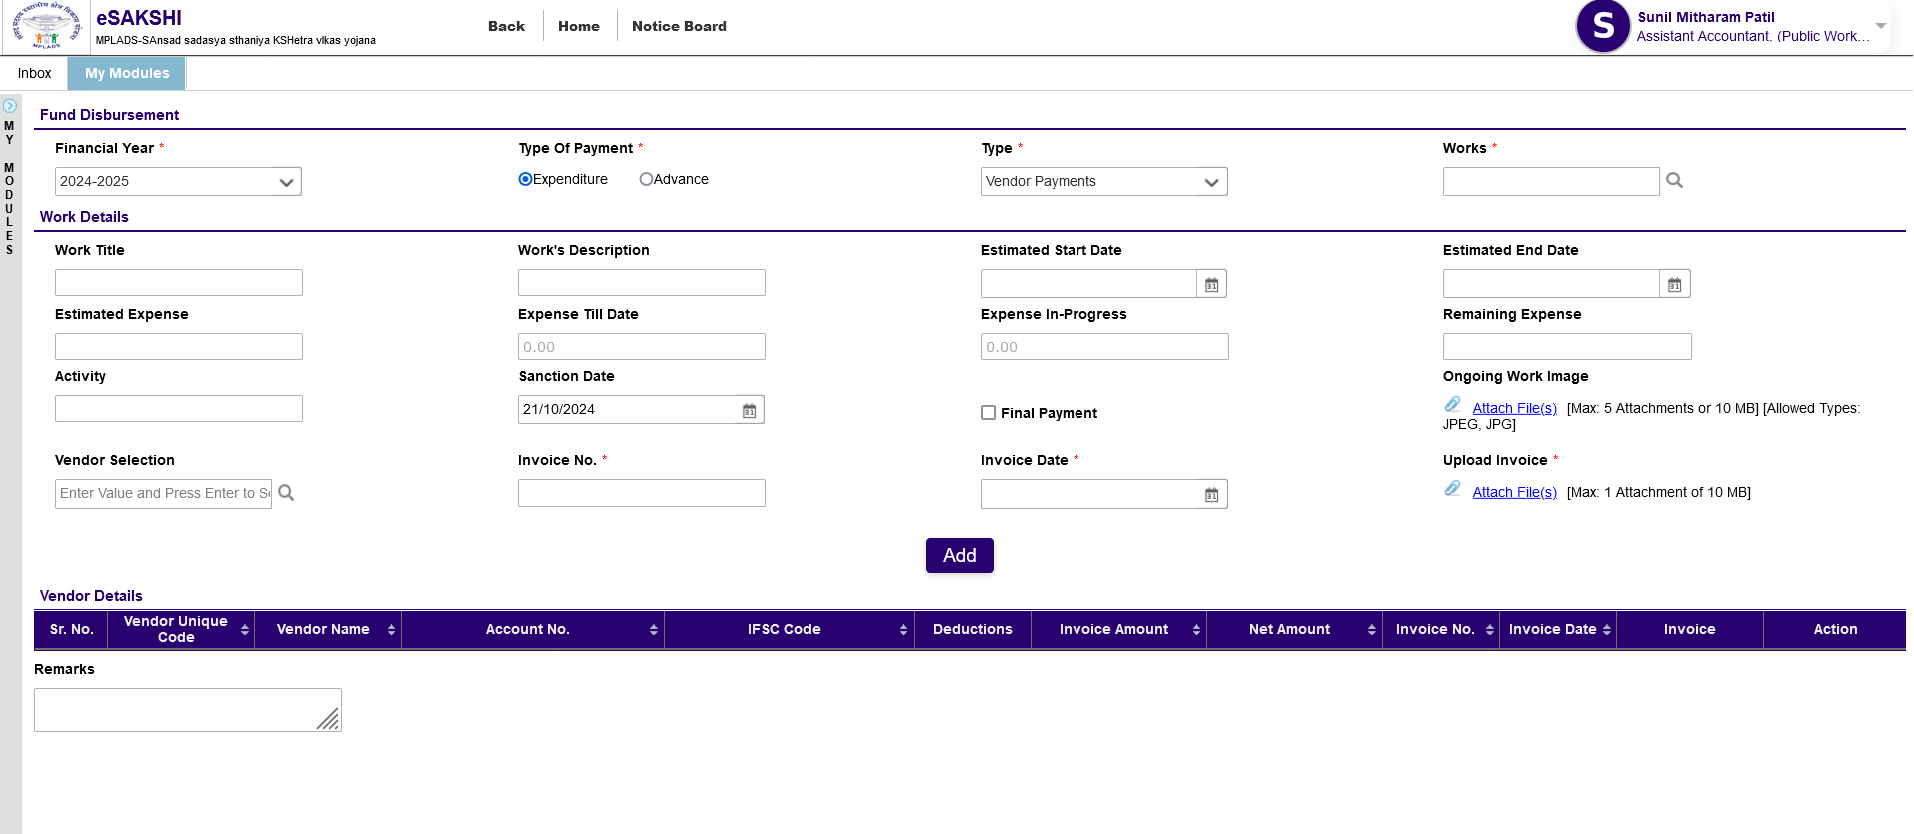 eSAKSHI
MPLADS-SAnsad sadasya sthaniya KSHetra vIkas yojana
MPLADS
Back Home Notice Board
S
Sunil Mitharam Patil
Assistant Accountant, (Public Work...
Inbox My Modules
MY MODULES
Fund Disbursement
Financial Year * Type Of Payment * Type * Works *
2024-2025 Expenditure Advance Vendor Payments
Work Details
Work Title Work's Description Estimated Start Date Estimated End Date
31 31
Estimated Expense Expense Till Date Expense In-Progress Remaining Expense
0.00 0.00
Activity Sanction Date Ongoing Work Image
21/10/2024 31 Final Payment Attach File(s) [Max: 5 Attachments or 10 MB] [Allowed Types:
JPEG, JPG]
Vendor Selection Invoice No. * Invoice Date * Upload Invoice *
Enter Value and Press Enter to Se 31 Attach File(s) [Max: 1 Attachment of 10 MB]
Add
Vendor Details
Sr. No. Vendor Unique Code Vendor Name Account No. IFSC Code Deductions Invoice Amount Net Amount Invoice No. Invoice Date Invoice Action
Remarks